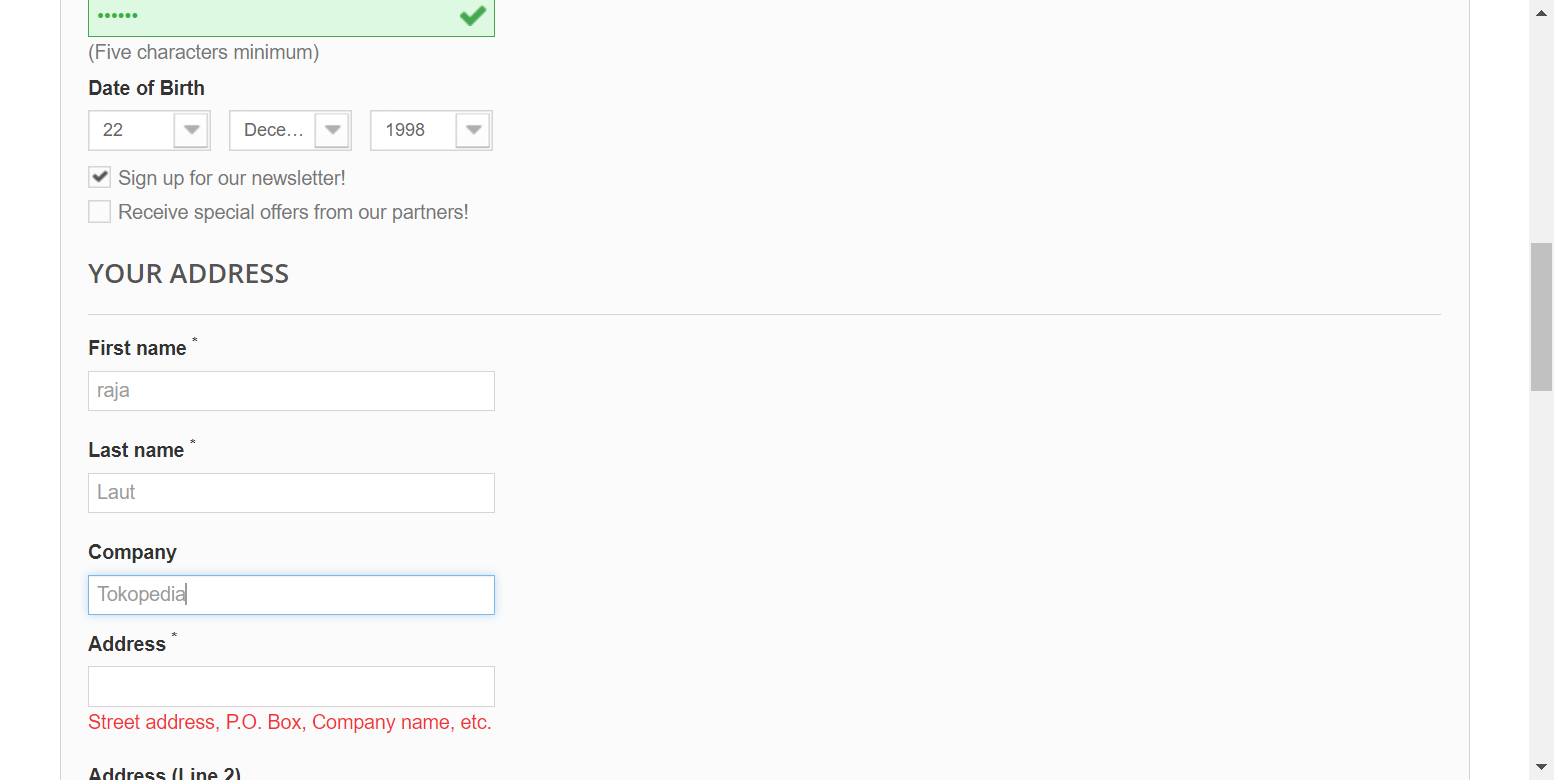 ••••••
(Five characters minimum)
Date of Birth
22 Dece... 1998
Sign up for our newsletter!
Receive special offers from our partners!
YOUR ADDRESS
First name *
raja
Last name *
Laut
Company
Tokopedia
Address *
Street address, P.O. Box, Company name, etc.
Address (Line 2)